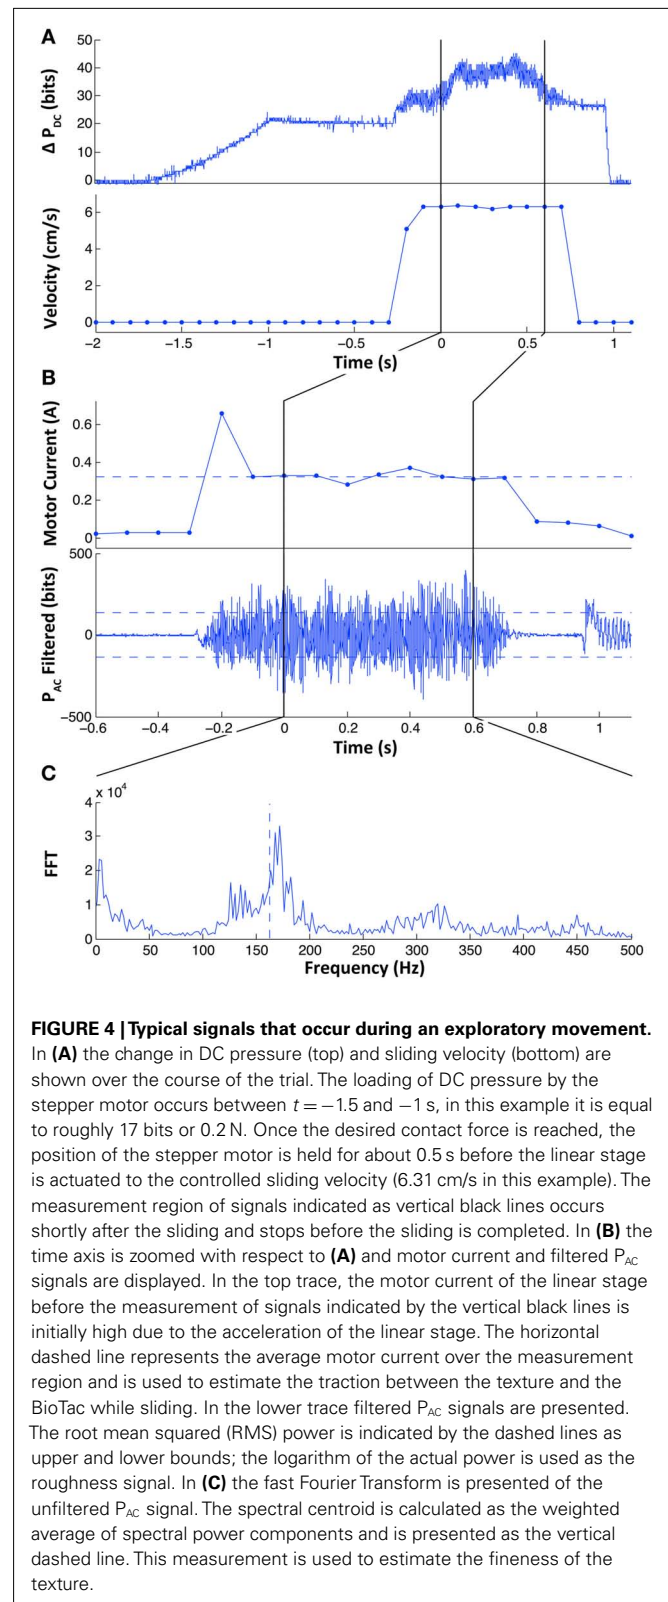 A
Δ P_DC (bits)
50
40
30
20
10
0
Velocity (cm/s)
6
4
2
0
−2
−1.5
−1
−0.5
0
0.5
1
Time (s)
B
Motor Current (A)
0.6
0.4
0.2
0
P_AC Filtered (bits)
500
0
−500
−0.6
−0.4
−0.2
0
0.2
0.4
0.6
0.8
1
Time (s)
C
x 10^4
FFT
4
3
2
1
0
0
50
100
150
200
250
300
350
400
450
500
Frequency (Hz)
FIGURE 4 | Typical signals that occur during an exploratory movement.
In (A) the change in DC pressure (top) and sliding velocity (bottom) are
shown over the course of the trial. The loading of DC pressure by the
stepper motor occurs between t = −1.5 and −1 s, in this example it is equal
to roughly 17 bits or 0.2 N. Once the desired contact force is reached, the
position of the stepper motor is held for about 0.5 s before the linear stage
is actuated to the controlled sliding velocity (6.31 cm/s in this example). The
measurement region of signals indicated as vertical black lines occurs
shortly after the sliding and stops before the sliding is completed. In (B) the
time axis is zoomed with respect to (A) and motor current and filtered P_AC
signals are displayed. In the top trace, the motor current of the linear stage
before the measurement of signals indicated by the vertical black lines is
initially high due to the acceleration of the linear stage. The horizontal
dashed line represents the average motor current over the measurement
region and is used to estimate the traction between the texture and the
BioTac while sliding. In the lower trace filtered P_AC signals are presented.
The root mean squared (RMS) power is indicated by the dashed lines as
upper and lower bounds; the logarithm of the actual power is used as the
roughness signal. In (C) the fast Fourier Transform is presented of the
unfiltered P_AC signal. The spectral centroid is calculated as the weighted
average of spectral power components and is presented as the vertical
dashed line. This measurement is used to estimate the fineness of the
texture.